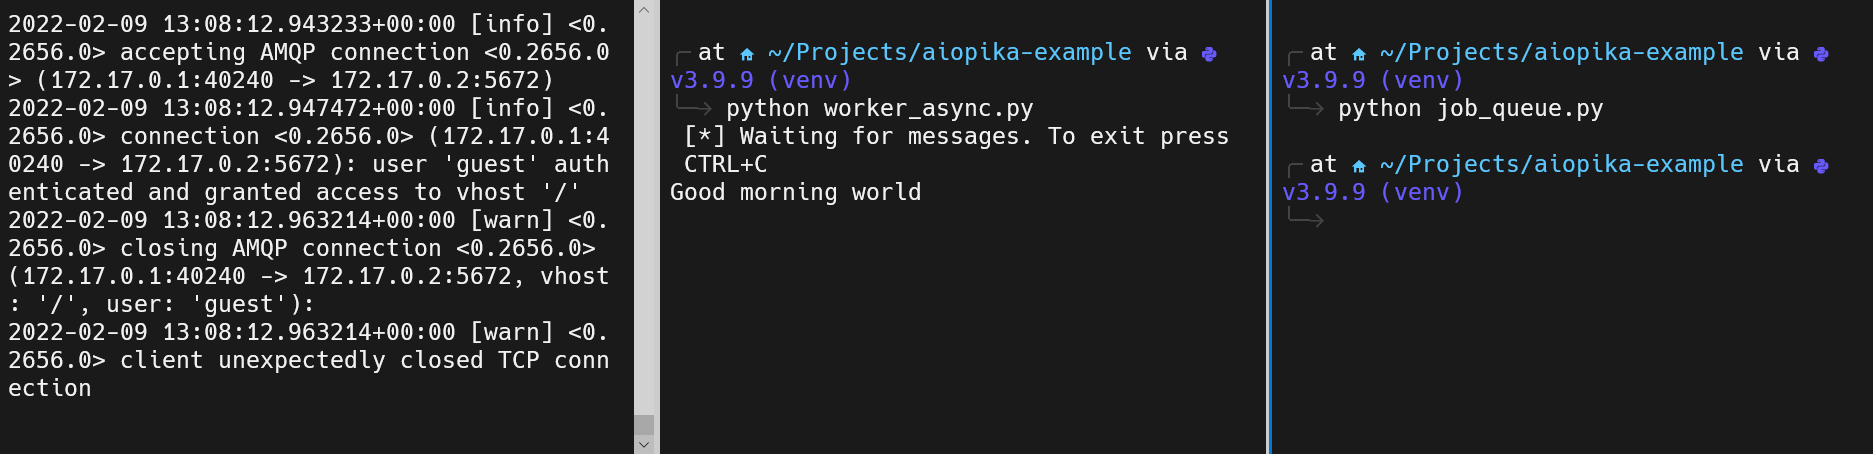 2022-02-09 13:08:12.943233+00:00 [info] <0.
2656.0> accepting AMQP connection <0.2656.0
> (172.17.0.1:40240 -> 172.17.0.2:5672)
2022-02-09 13:08:12.947472+00:00 [info] <0.
2656.0> connection <0.2656.0> (172.17.0.1:4
0240 -> 172.17.0.2:5672): user 'guest' auth
enticated and granted access to vhost '/'
2022-02-09 13:08:12.963214+00:00 [warn] <0.
2656.0> closing AMQP connection <0.2656.0>
(172.17.0.1:40240 -> 172.17.0.2:5672, vhost
: '/', user: 'guest'):
2022-02-09 13:08:12.963214+00:00 [warn] <0.
2656.0> client unexpectedly closed TCP conn
ection
at ~/Projects/aiopika-example via
v3.9.9 (venv)
python worker_async.py
[*] Waiting for messages. To exit press
CTRL+C
Good morning world
at ~/Projects/aiopika-example via
v3.9.9 (venv)
python job_queue.py
at ~/Projects/aiopika-example via
v3.9.9 (venv)